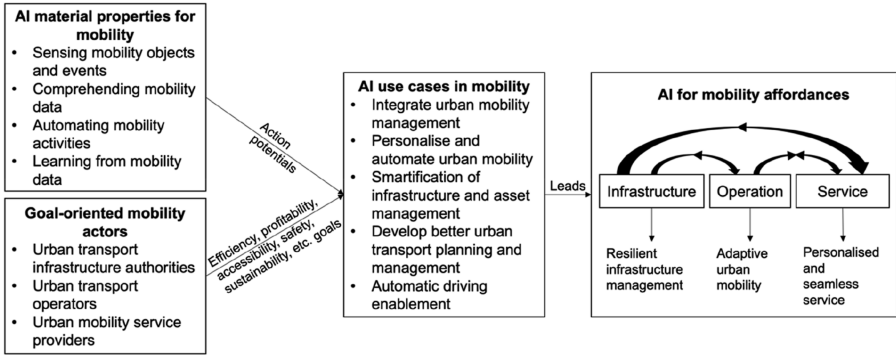 AI material properties for
mobility
• Sensing mobility objects
and events
• Comprehending mobility
data
• Automating mobility
activities
• Learning from mobility
data
Goal-oriented mobility
actors
• Urban transport
infrastructure authorities
• Urban transport
operators
• Urban mobility service
providers
Action
potentials
Efficiency, profitability,
accessibility, safety,
sustainability, etc. goals
AI use cases in mobility
• Integrate urban mobility
management
• Personalise and
automate urban mobility
• Smartification of
infrastructure and asset
management
• Develop better urban
transport planning and
management
• Automatic driving
enablement
Leads
AI for mobility affordances
Infrastructure
Operation
Service
Resilient
infrastructure
management
Adaptive
urban
mobility
Personalised
and
seamless
service